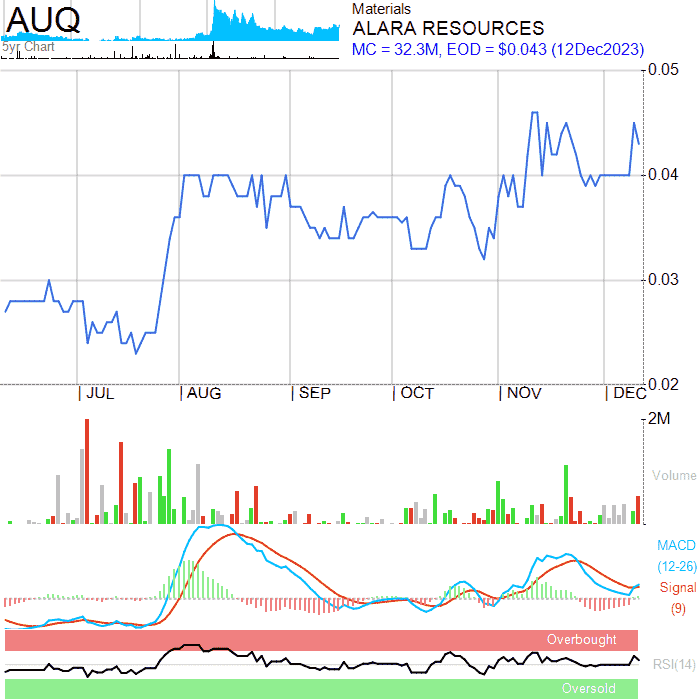 AUQ
5yr Chart
Materials
ALARA RESOURCES
MC = 32.3M, EOD = $0.043 (12Dec2023)
0.05
0.04
0.03
0.02
JUL
AUG
SEP
OCT
NOV
DEC
2M
Volume
MACD
(12-26)
Signal
(9)
Overbought
RSI(14)
Oversold